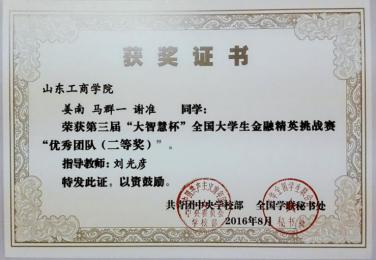 获奖证书
山东工商学院
姜南 马群一 谢准 同学：
荣获第三届“大智慧杯”全国大学生金融精英挑战赛
“优秀团队（二等奖）”。
指导教师：刘光彦
特发此证，以资鼓励。
共青团中央学校部 全国学联秘书处
2016年8月